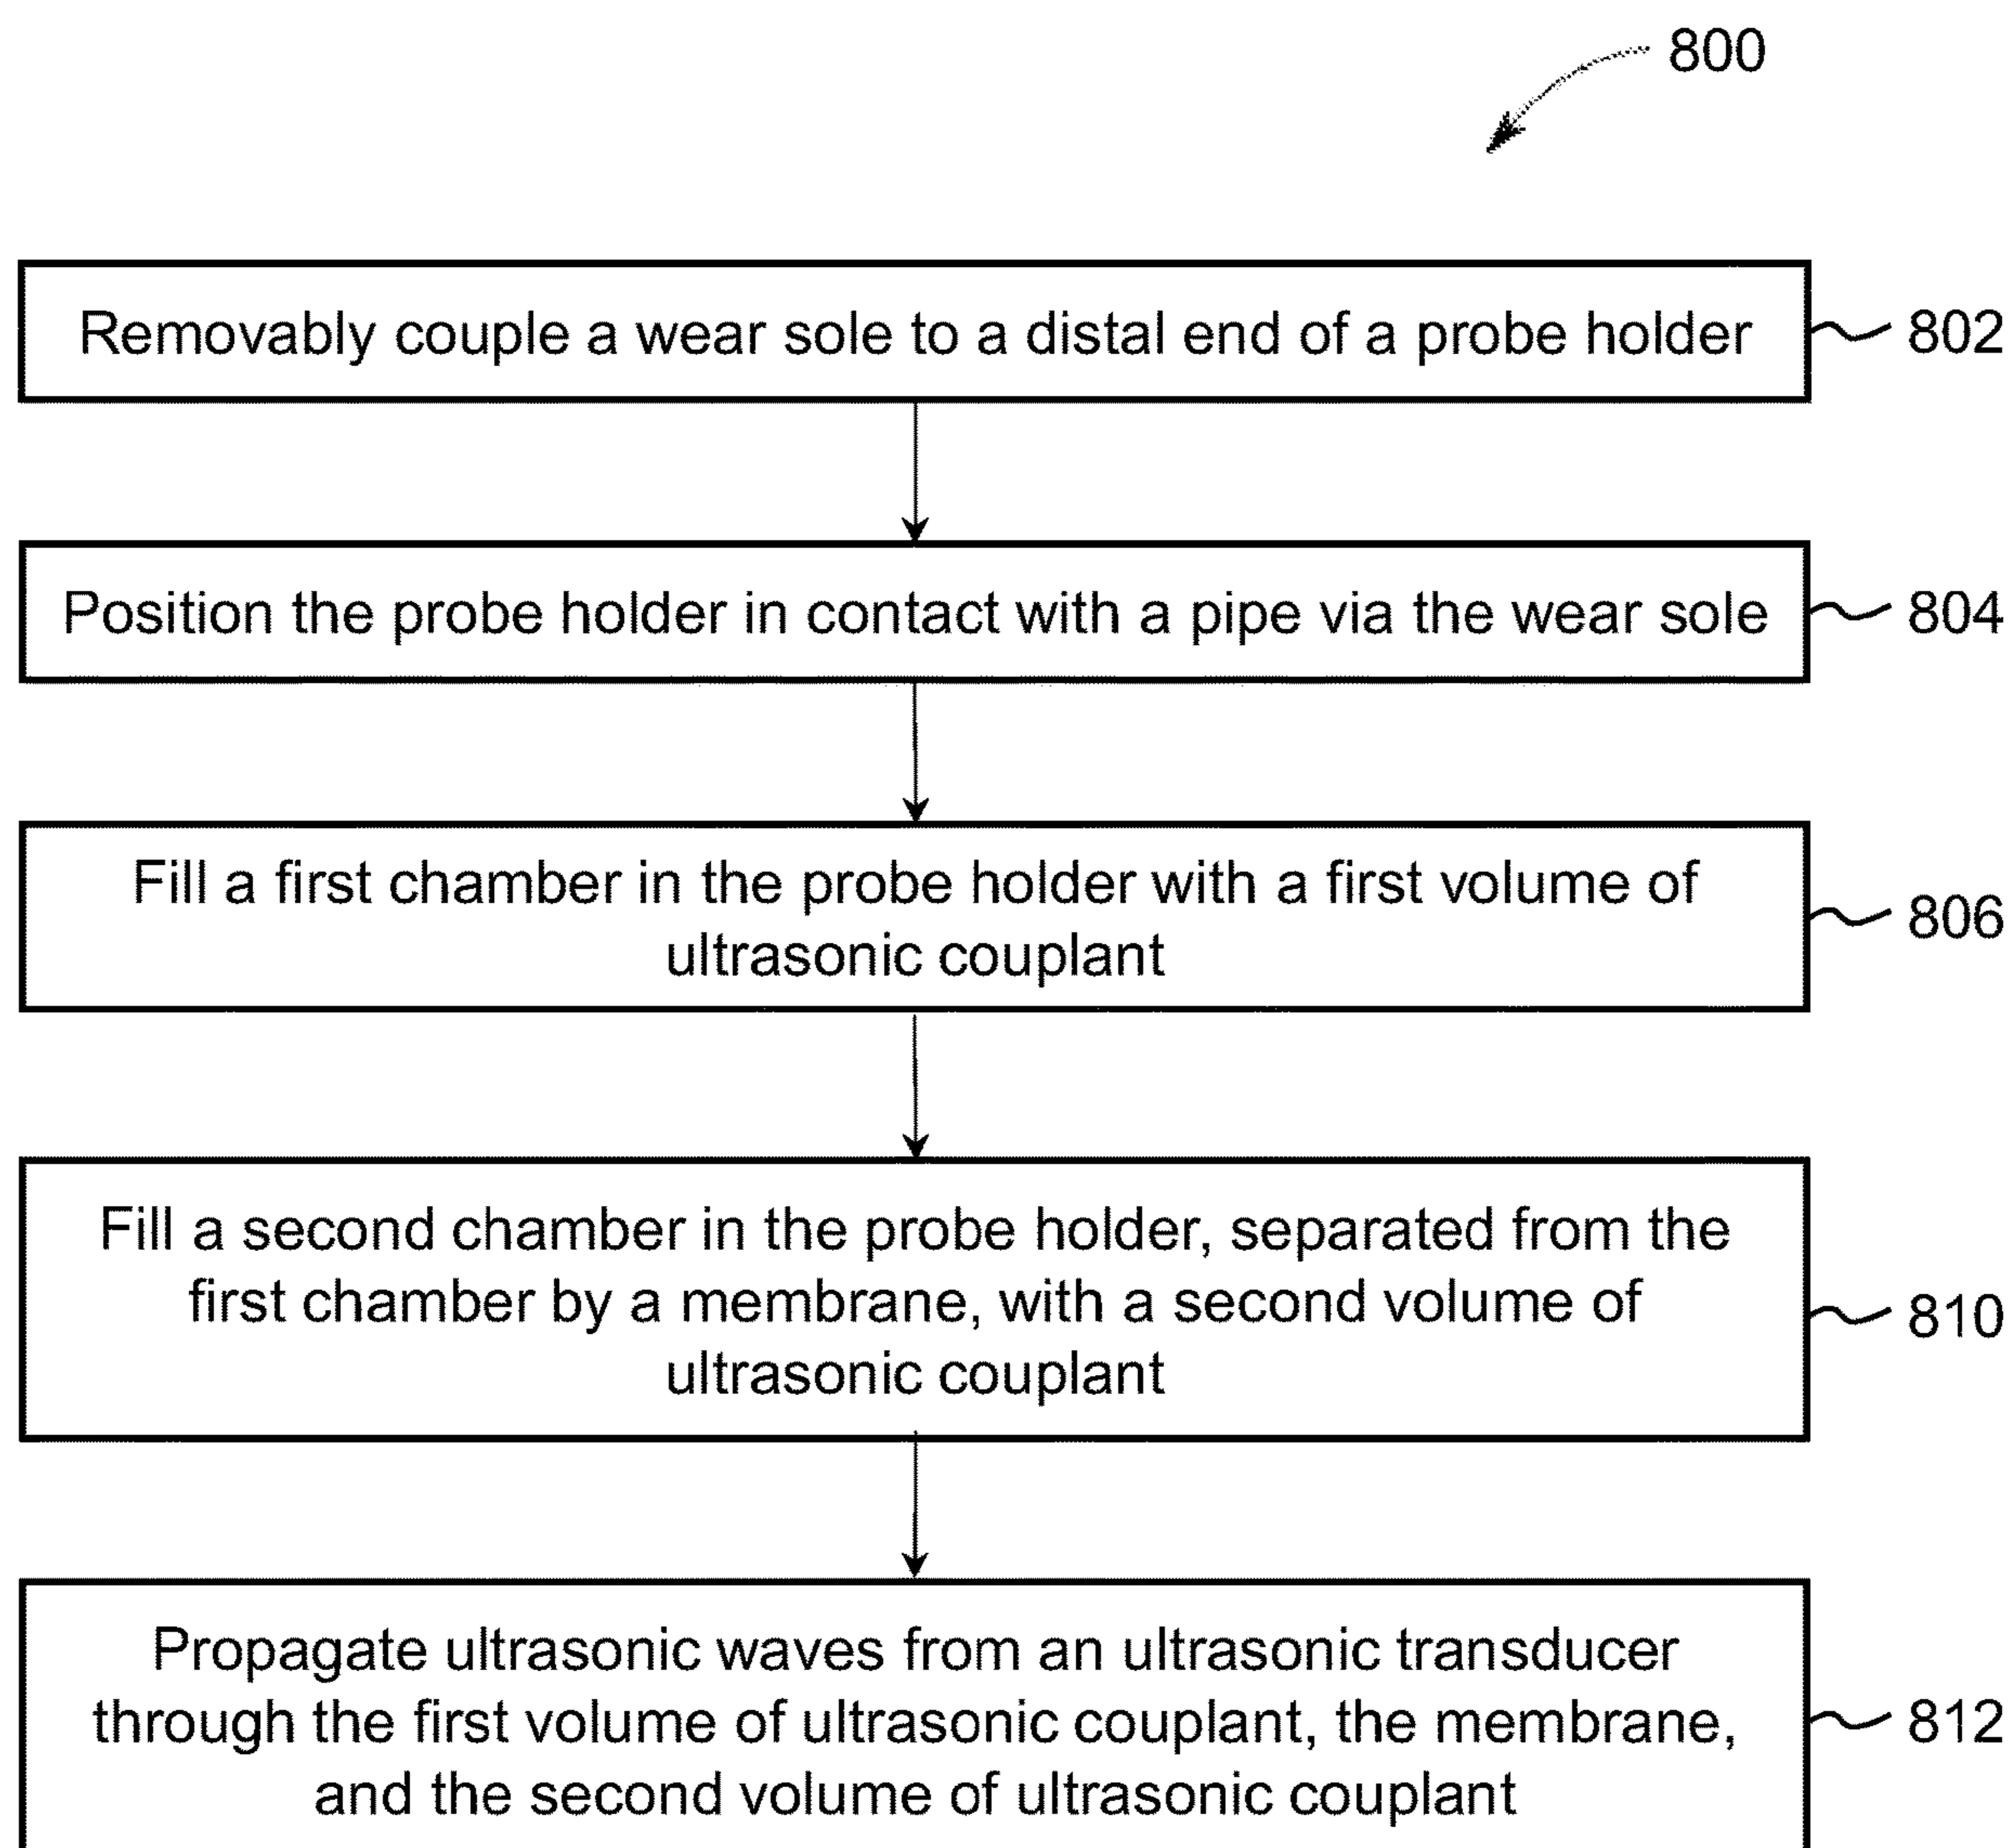 800
Removably couple a wear sole to a distal end of a probe holder
802
Position the probe holder in contact with a pipe via the wear sole
804
Fill a first chamber in the probe holder with a first volume of
ultrasonic couplant
806
Fill a second chamber in the probe holder, separated from the
first chamber by a membrane, with a second volume of
ultrasonic couplant
810
Propagate ultrasonic waves from an ultrasonic transducer
through the first volume of ultrasonic couplant, the membrane,
and the second volume of ultrasonic couplant
812